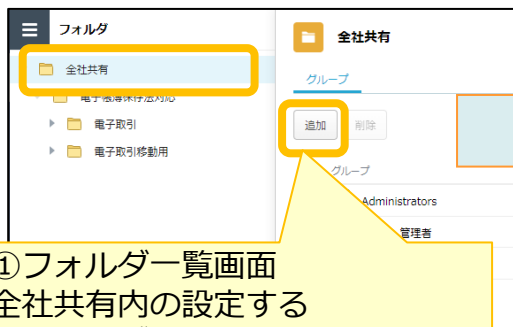 フォルダ
全社共有
電子帳簿保存法対応
電子取引
電子取引移動用
全社共有
グループ
追加
削除
グループ
Administrators
管理者
①フォルダ一覧画面
全社共有内の設定する